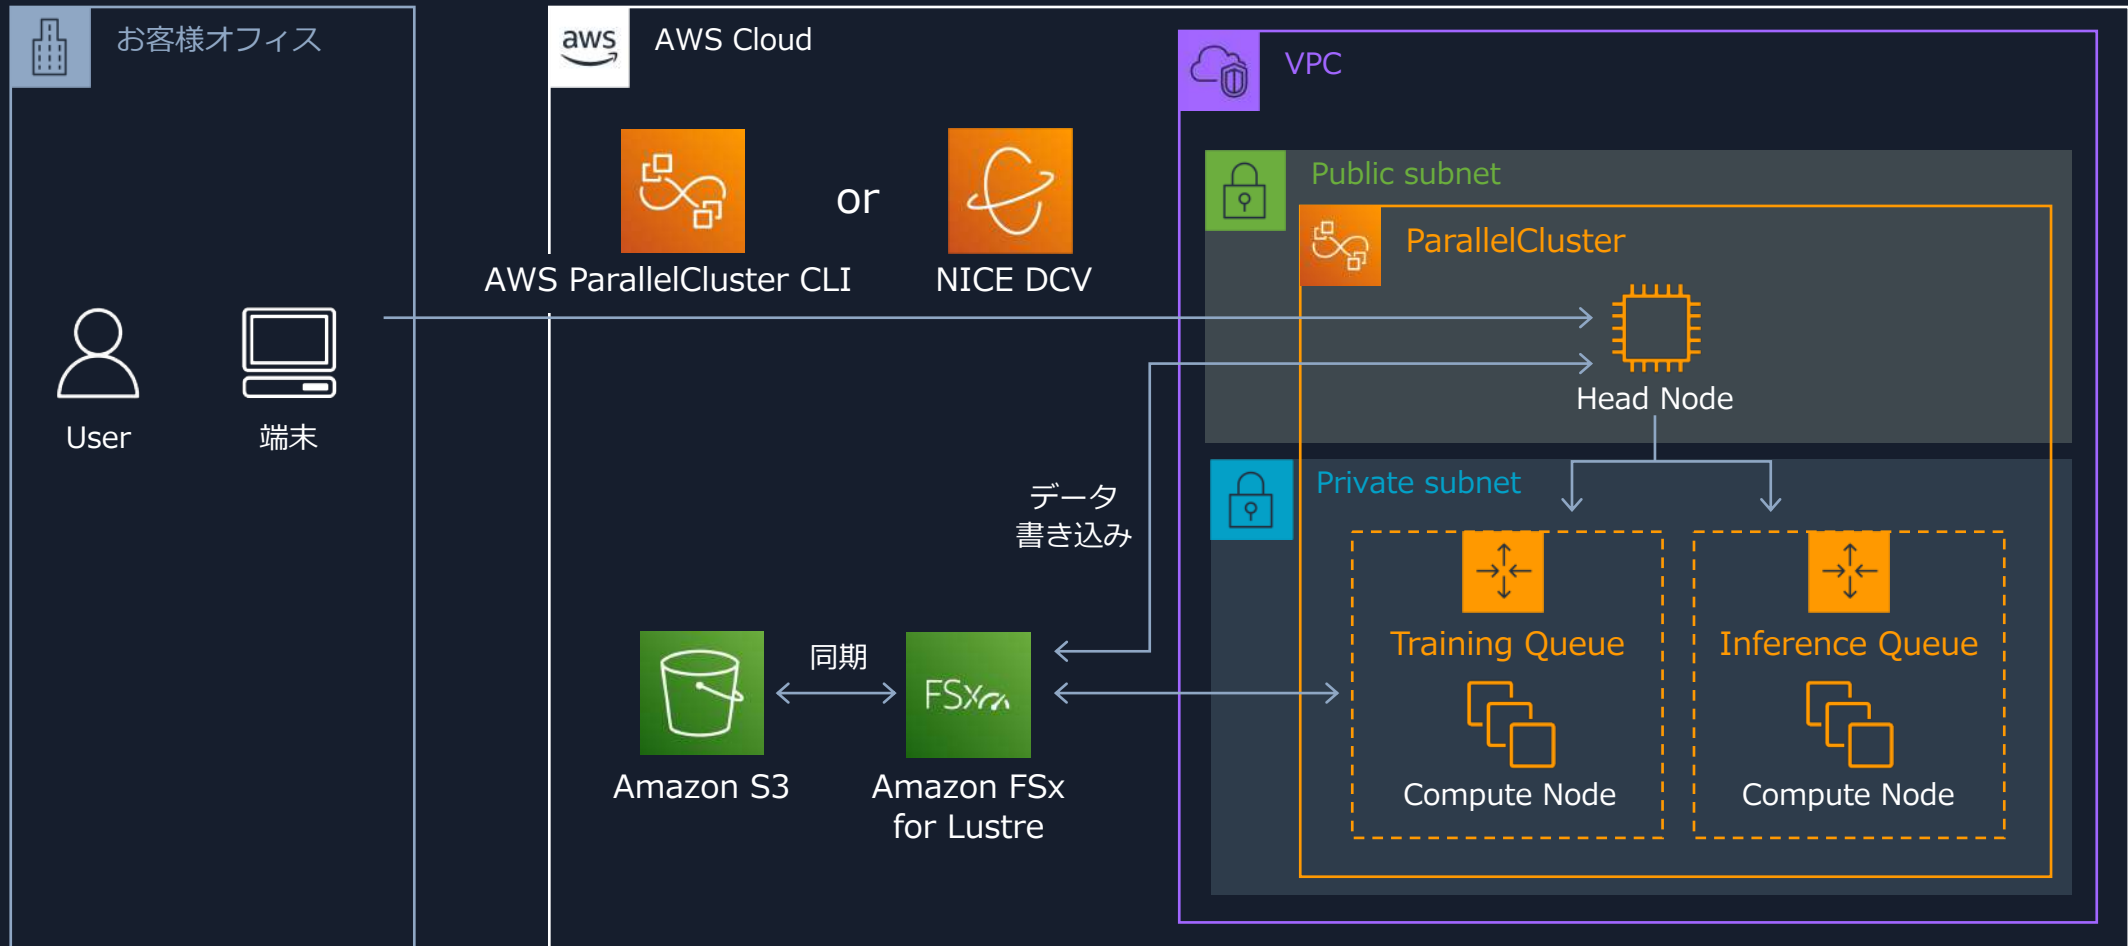 お客様オフィス
aws
AWS Cloud
VPC
Public subnet
ParallelCluster
or
AWS ParallelCluster CLI
NICE DCV
Head Node
User
端末
Private subnet
データ
書き込み
Training Queue
Inference Queue
同期
FSx
Amazon S3
Amazon FSx
for Lustre
Compute Node
Compute Node